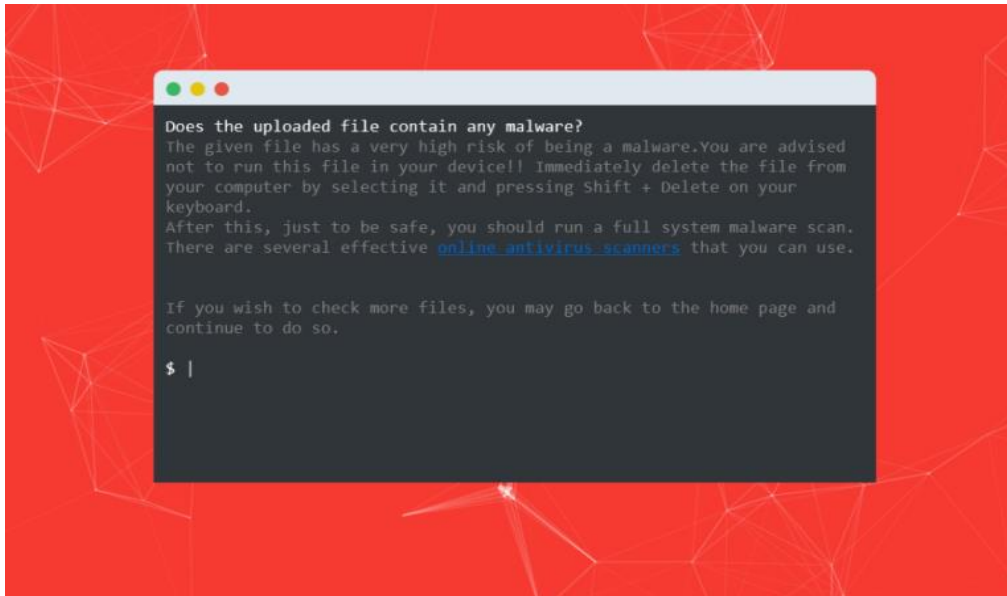 Does the uploaded file contain any malware?
The given file has a very high risk of being a malware.You are advised
not to run this file in your device!! Immediately delete the file from
your computer by selecting it and pressing Shift + Delete on your
keyboard.
After this, just to be safe, you should run a full system malware scan.
There are several effective online antivirus scanners that you can use.
If you wish to check more files, you may go back to the home page and
continue to do so.
$ |